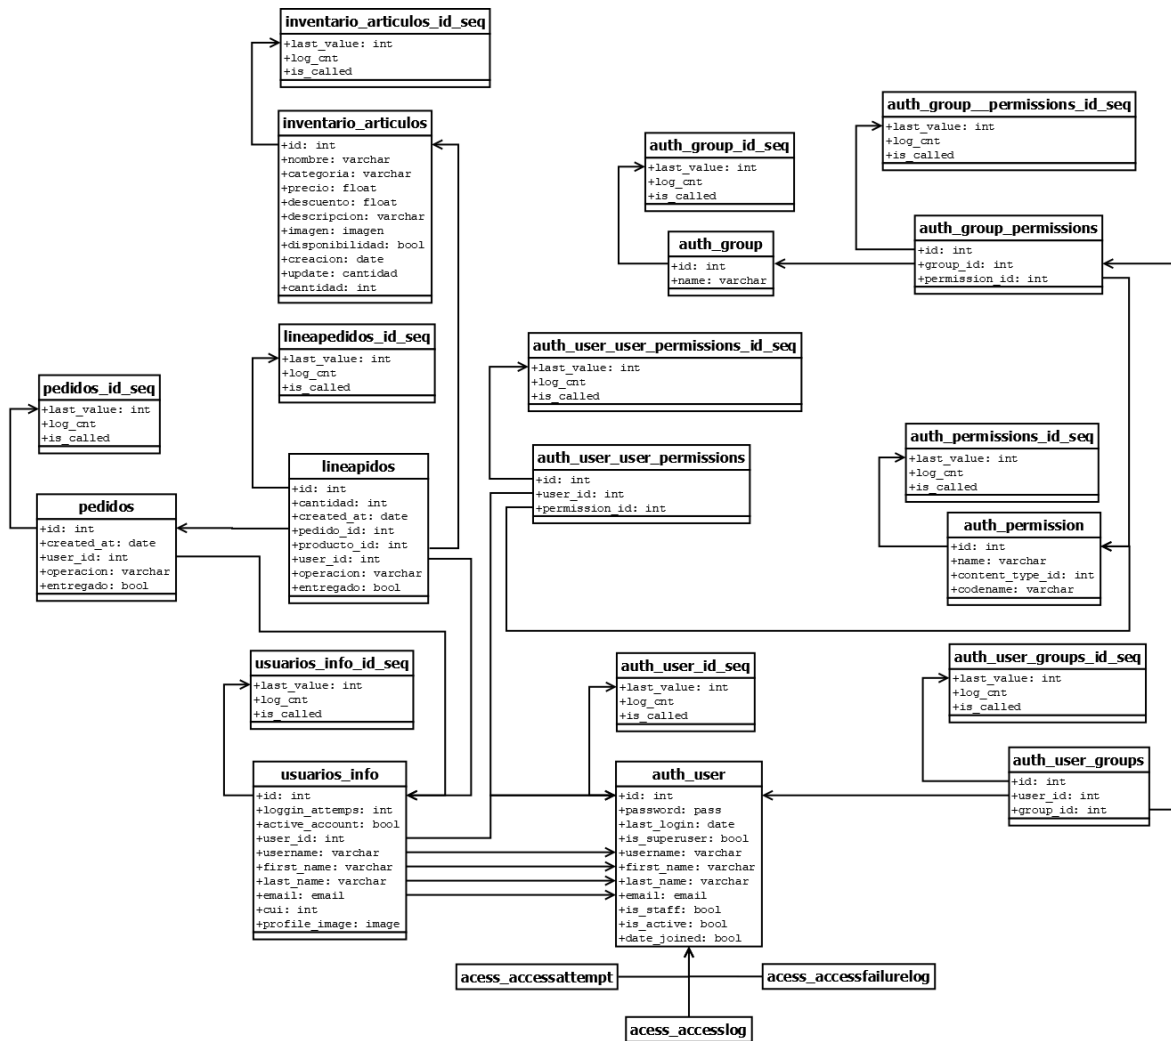 inventario_articulos_id_seq
+last_value: int
+log_cnt
+is_called
inventario_articulos
+id: int
+nombre: varchar
+categoria: varchar
+precio: float
+descuento: float
+descripcion: varchar
+imagen: imagen
+disponibilidad: bool
+creacion: date
+update: cantidad
+cantidad: int
auth_group__permissions_id_seq
+last_value: int
+log_cnt
+is_called
auth_group_id_seq
+last_value: int
+log_cnt
+is_called
auth_group_permissions
+id: int
+group_id: int
+permission_id: int
auth_group
+id: int
+name: varchar
lineapedidos_id_seq
+last_value: int
+log_cnt
+is_called
auth_user_user_permissions_id_seq
+last_value: int
+log_cnt
+is_called
pedidos_id_seq
+last_value: int
+log_cnt
+is_called
auth_permissions_id_seq
+last_value: int
+log_cnt
+is_called
auth_user_user_permissions
+id: int
+user_id: int
+permission_id: int
lineapidos
+id: int
+cantidad: int
+created_at: date
+pedido_id: int
+producto_id: int
+user_id: int
+operacion: varchar
+entregado: bool
pedidos
+id: int
+created_at: date
+user_id: int
+operacion: varchar
+entregado: bool
auth_permission
+id: int
+name: varchar
+content_type_id: int
+codename: varchar
usuarios_info_id_seq
+last_value: int
+log_cnt
+is_called
auth_user_id_seq
+last_value: int
+log_cnt
+is_called
auth_user_groups_id_seq
+last_value: int
+log_cnt
+is_called
auth_user_groups
+id: int
+user_id: int
+group_id: int
usuarios_info
+id: int
+loggin_attemps: int
+active_account: bool
+user_id: int
+username: varchar
+first_name: varchar
+last_name: varchar
+email: email
+cui: int
+profile_image: image
auth_user
+id: int
+password: pass
+last_login: date
+is_superuser: bool
+username: varchar
+first_name: varchar
+last_name: varchar
+email: email
+is_staff: bool
+is_active: bool
+date_joined: bool
acess_accessattempt
acess_accessfailurelog
acess_accesslog